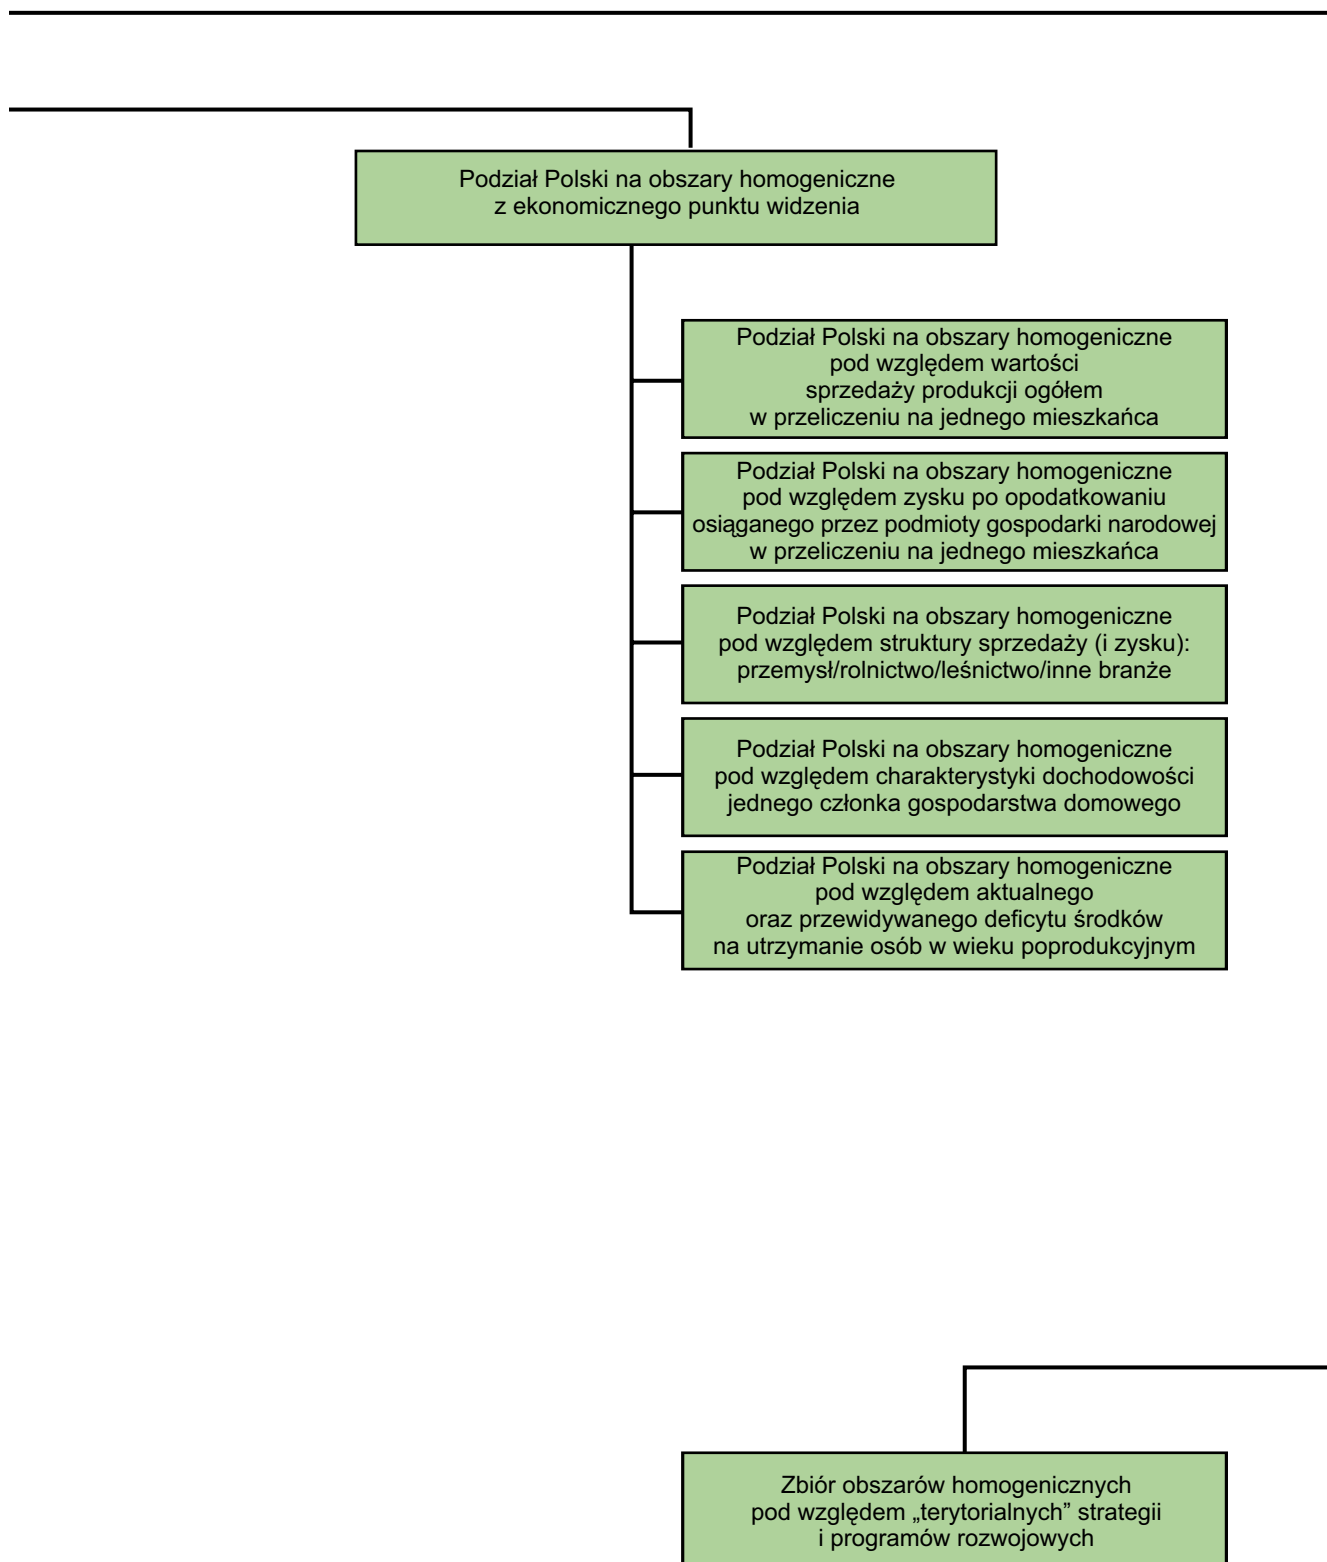 Podział Polski na obszary homogeniczne
z ekonomicznego punktu widzenia
Podział Polski na obszary homogeniczne
pod względem wartości
sprzedaży produkcji ogółem
w przeliczeniu na jednego mieszkańca
Podział Polski na obszary homogeniczne
pod względem zysku po opodatkowaniu
osiąganego przez podmioty gospodarki narodowej
w przeliczeniu na jednego mieszkańca
Podział Polski na obszary homogeniczne
pod względem struktury sprzedaży (i zysku):
przemysł/rolnictwo/leśnictwo/inne branże
Podział Polski na obszary homogeniczne
pod względem charakterystyki dochodowości
jednego członka gospodarstwa domowego
Podział Polski na obszary homogeniczne
pod względem aktualnego
oraz przewidywanego deficytu środków
na utrzymanie osób w wieku poprodukcyjnym
Zbiór obszarów homogenicznych
pod względem „terytorialnych” strategii
i programów rozwojowych